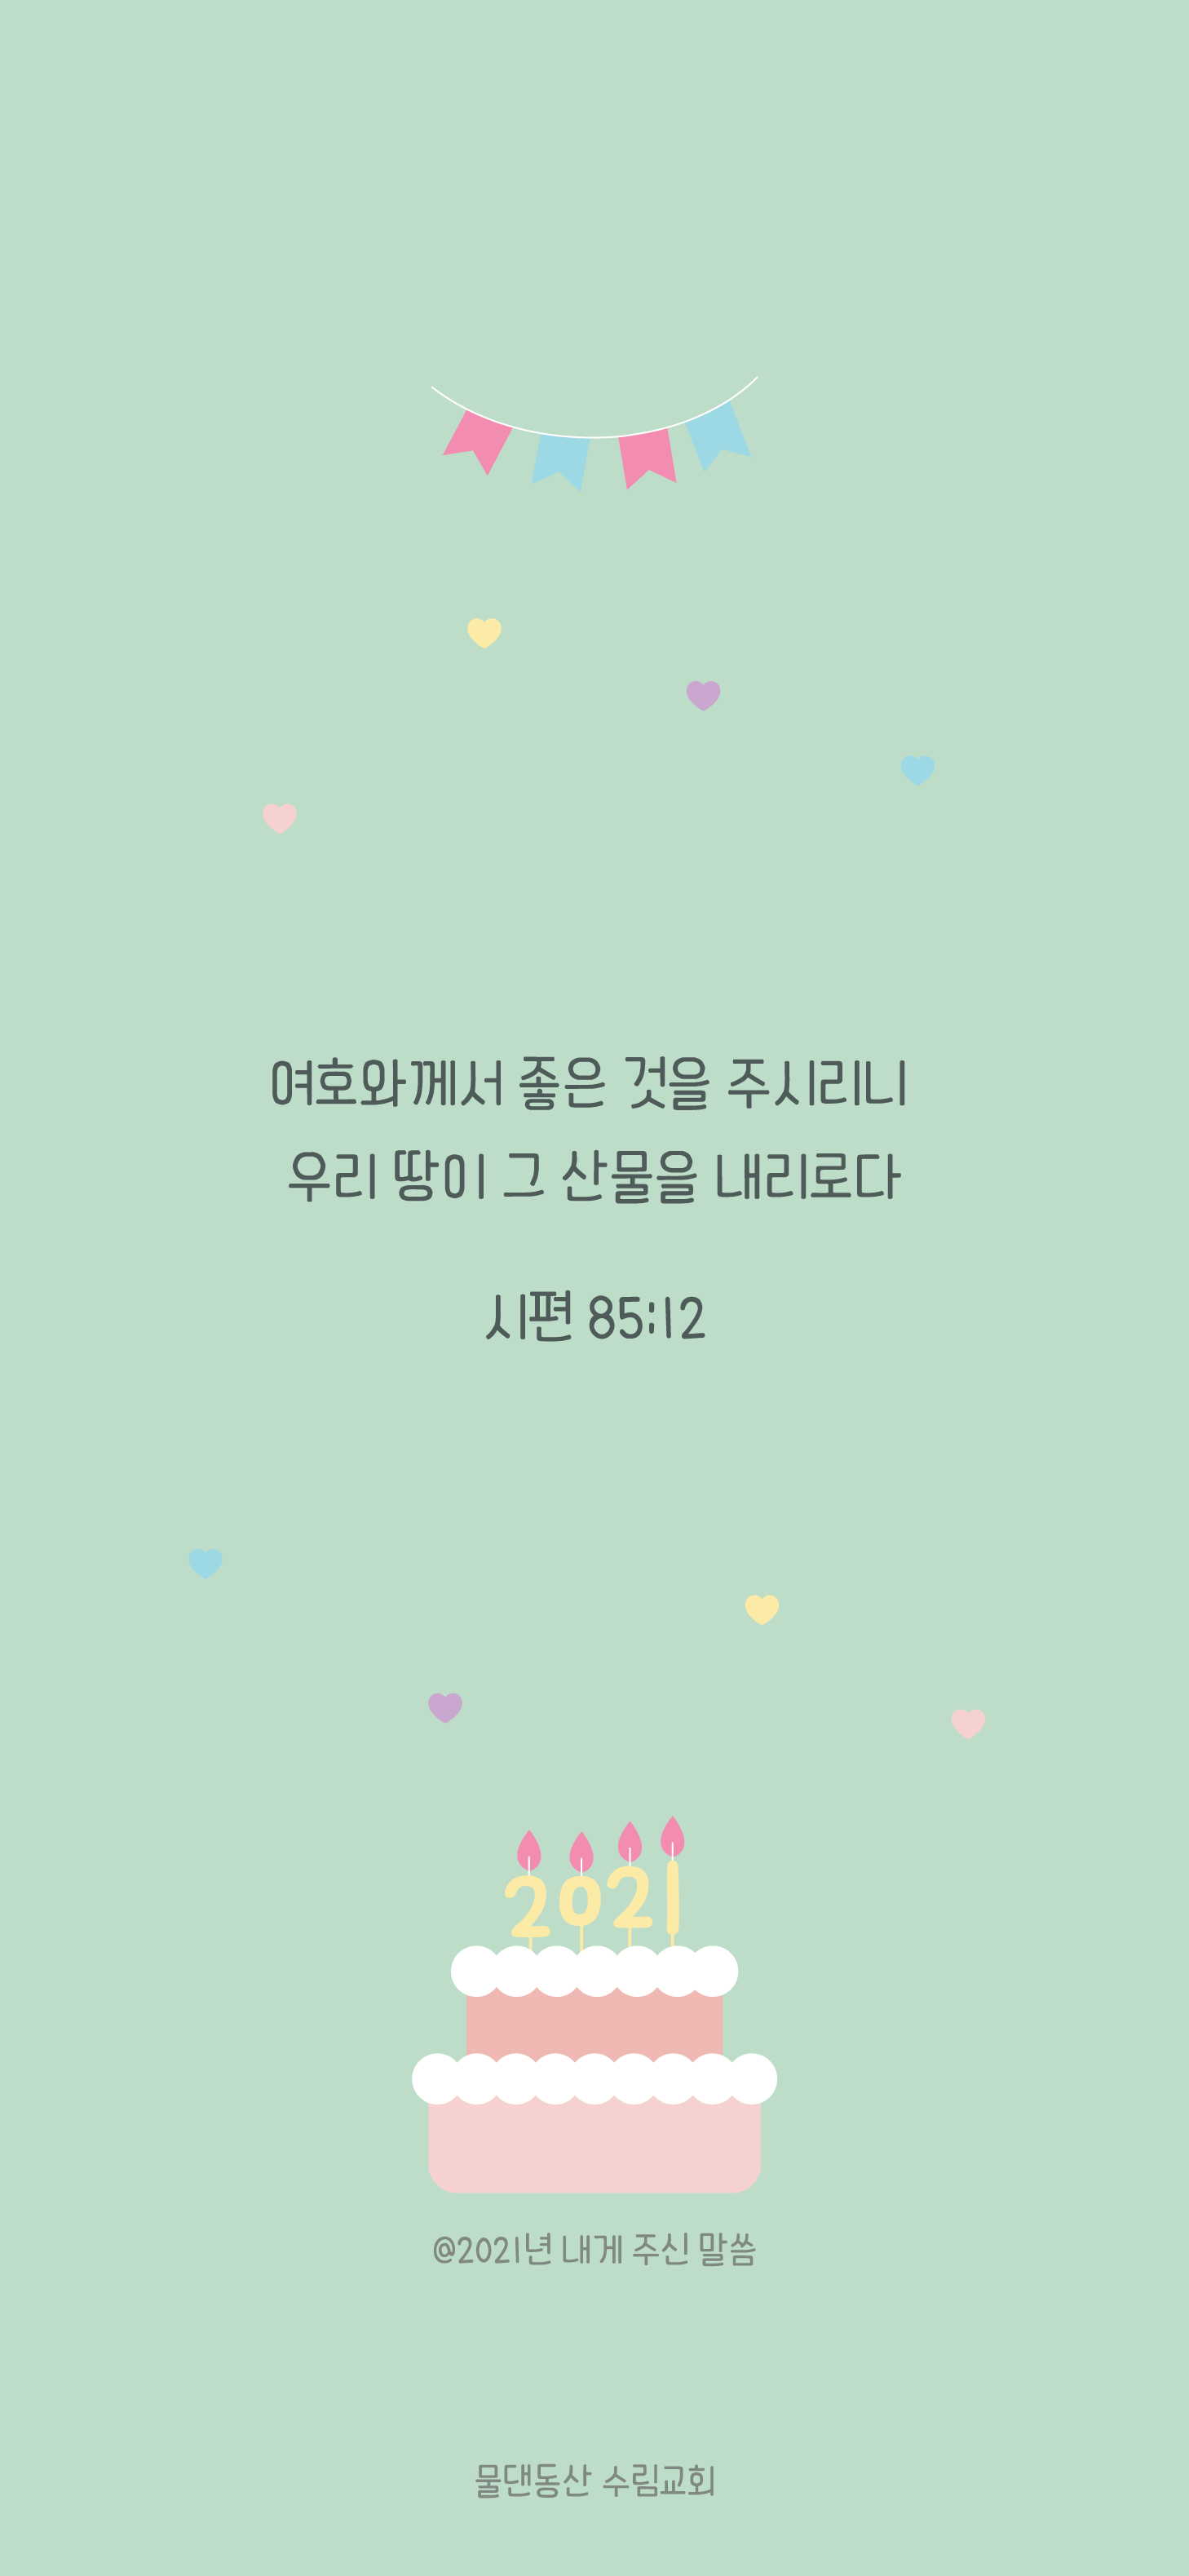 여호와께서 좋은 것을 주시리니
우리 땅이 그 산물을 내리로다
시편 85:12
2021
@2021년 내게 주신 말씀
물댄동산 수림교회